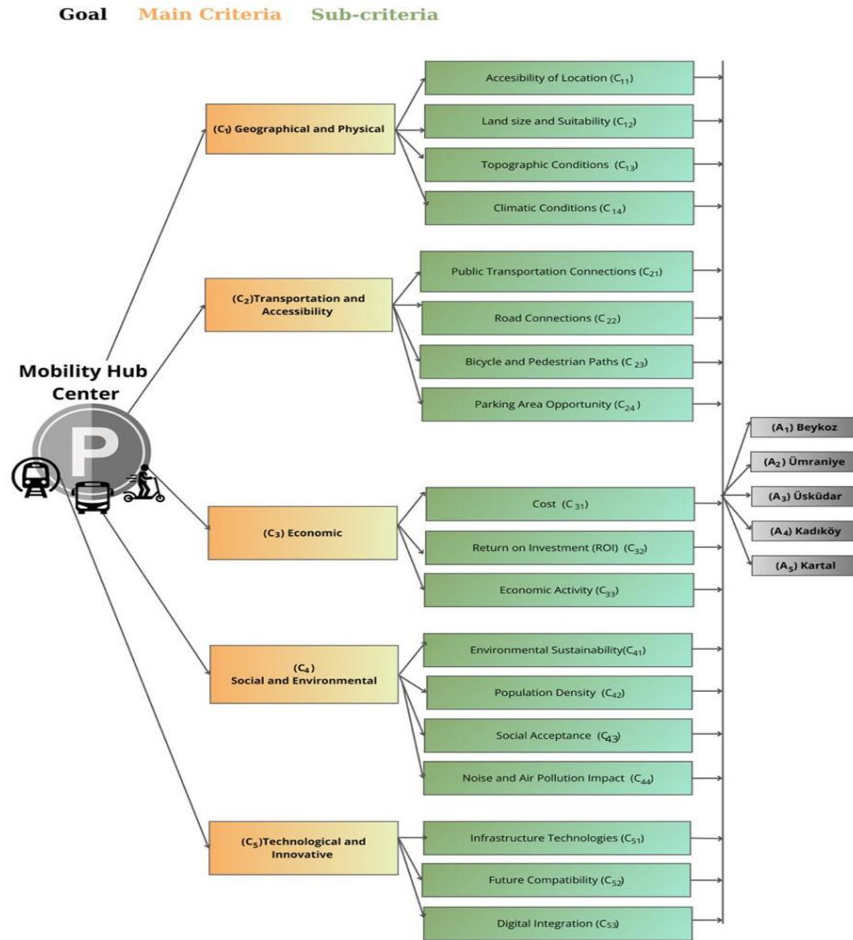 Goal Main Criteria Sub-criteria
Accesibility of Location (C11)
(C1) Geographical and Physical
Land size and Suitability (C12)
Topographic Conditions (C13)
Climatic Conditions (C14)
Public Transportation Connections (C21)
(C2)Transportation and
Accessibility
Road Connections (C22)
Bicycle and Pedestrian Paths (C23)
Parking Area Opportunity (C24)
Mobility Hub
Center
P
(A1) Beykoz
(A2) Ümraniye
(A3) Üsküdar
(A4) Kadıköy
(A5) Kartal
Cost (C31)
(C3) Economic
Return on Investment (ROI) (C32)
Economic Activity (C33)
Environmental Sustainability(C41)
(C4)
Social and Environmental
Population Density (C42)
Social Acceptance (C43)
Noise and Air Pollution Impact (C44)
Infrastructure Technologies (C51)
(C5)Technological and
Innovative
Future Compatibility (C52)
Digital Integration (C53)